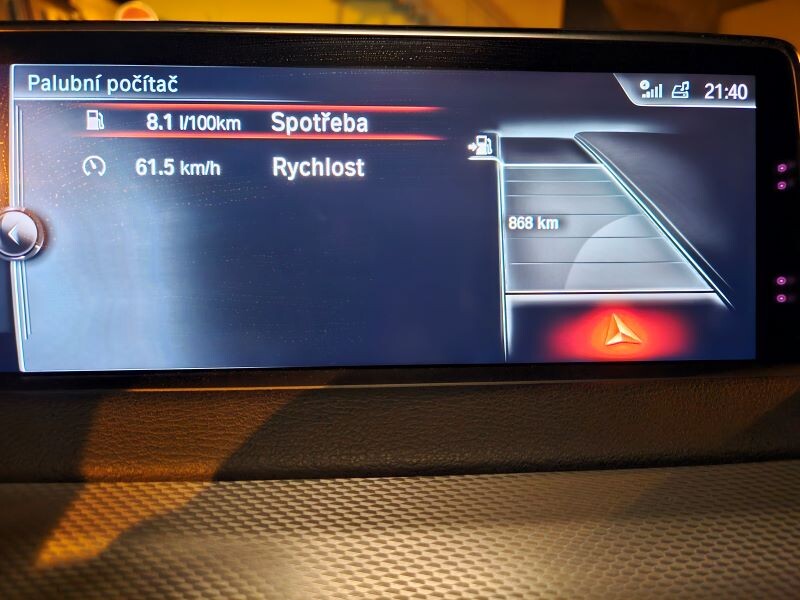 Palubní počítač
21:40
8.1 l/100km Spotřeba
61.5 km/h Rychlost
868 km